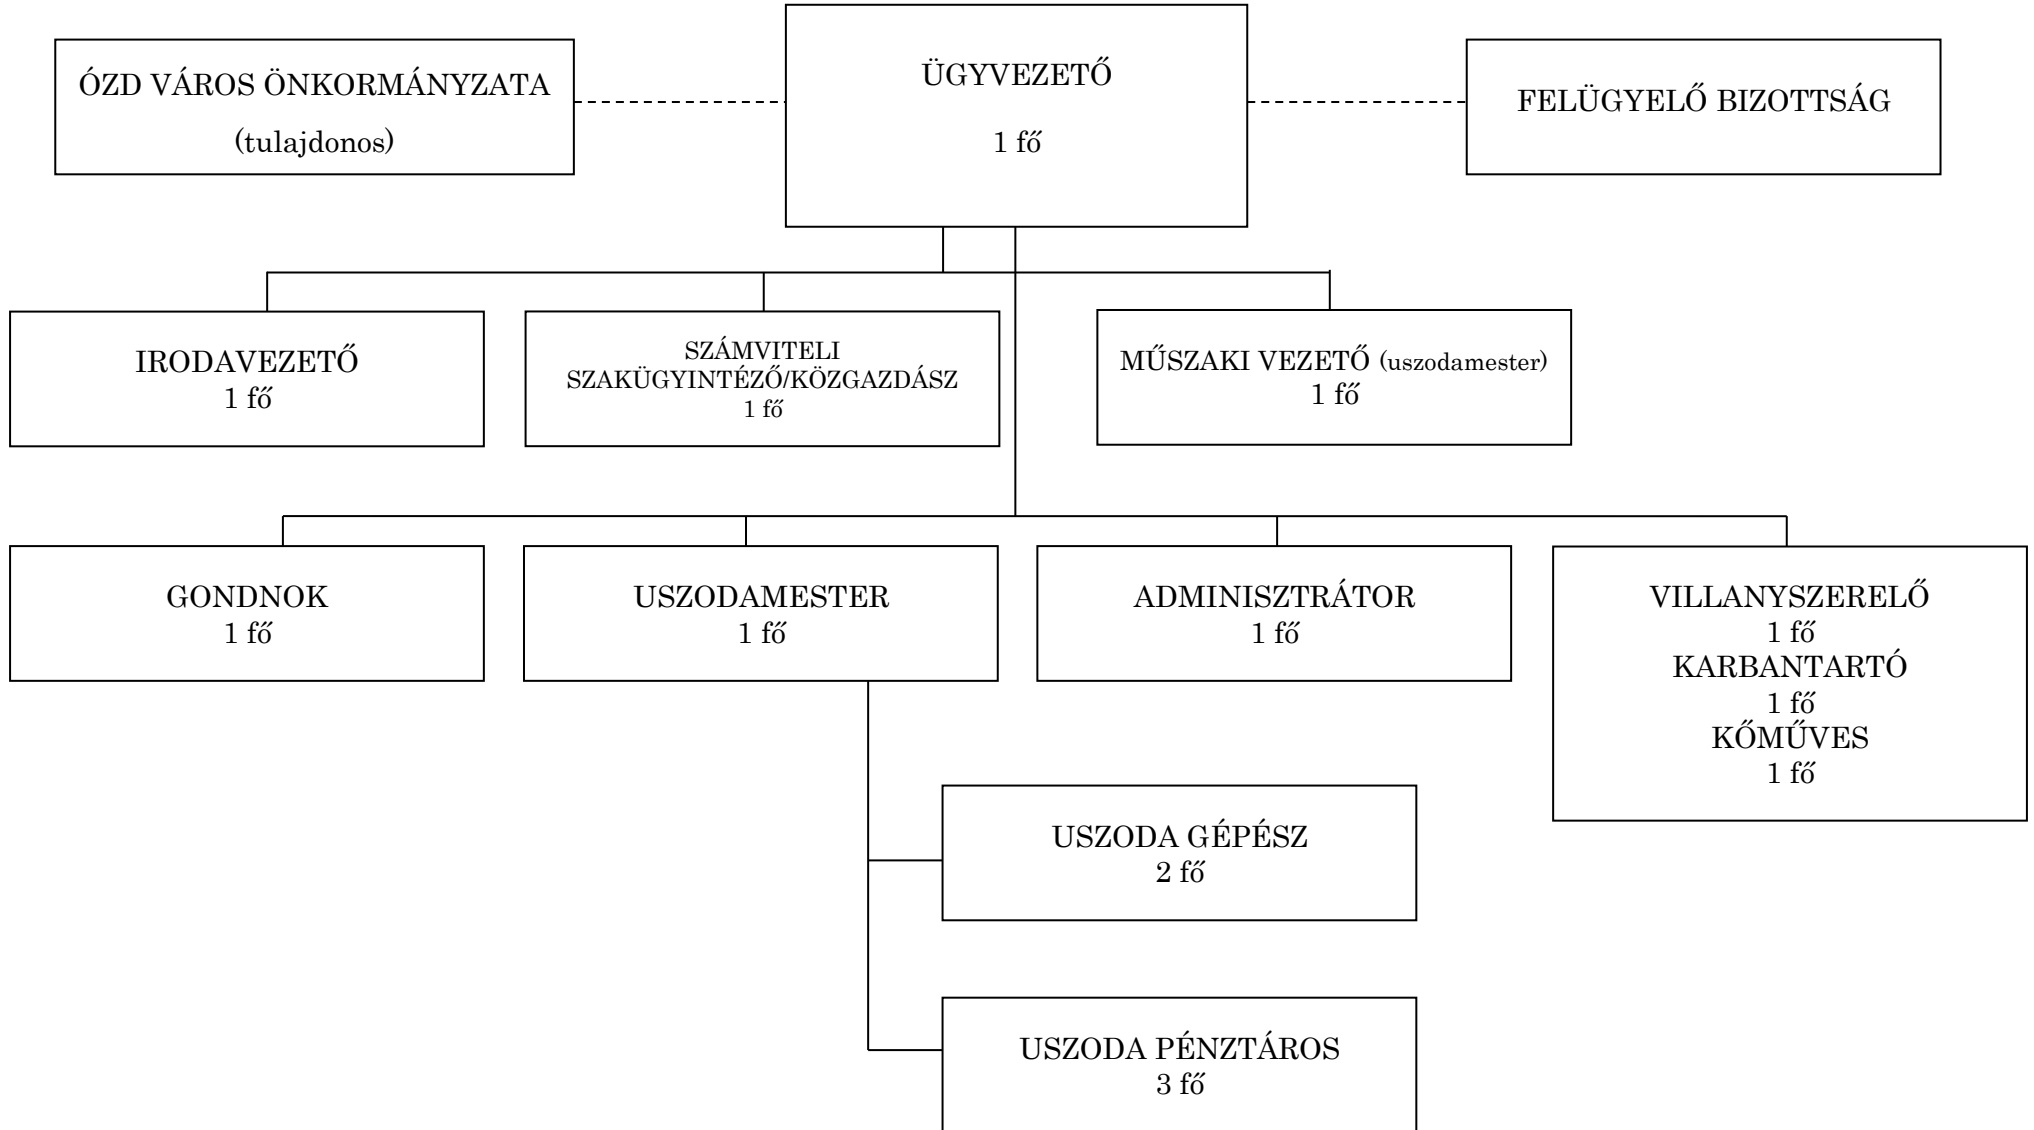 ÓZD VÁROS ÖNKORMÁNYZATA
(tulajdonos)
ÜGYVEZETŐ
1 fő
FELÜGYELŐ BIZOTTSÁG
IRODAVEZETŐ
1 fő
SZÁMVITELI
SZAKÜGYINTÉZŐ/KÖZGAZDÁSZ
1 fő
MŰSZAKI VEZETŐ (uszodamester)
1 fő
GONDNOK
1 fő
USZODAMESTER
1 fő
ADMINISZTRÁTOR
1 fő
VILLANYSZERELŐ
1 fő
KARBANTARTÓ
1 fő
KŐMŰVES
1 fő
USZODA GÉPÉSZ
2 fő
USZODA PÉNZTÁROS
3 fő